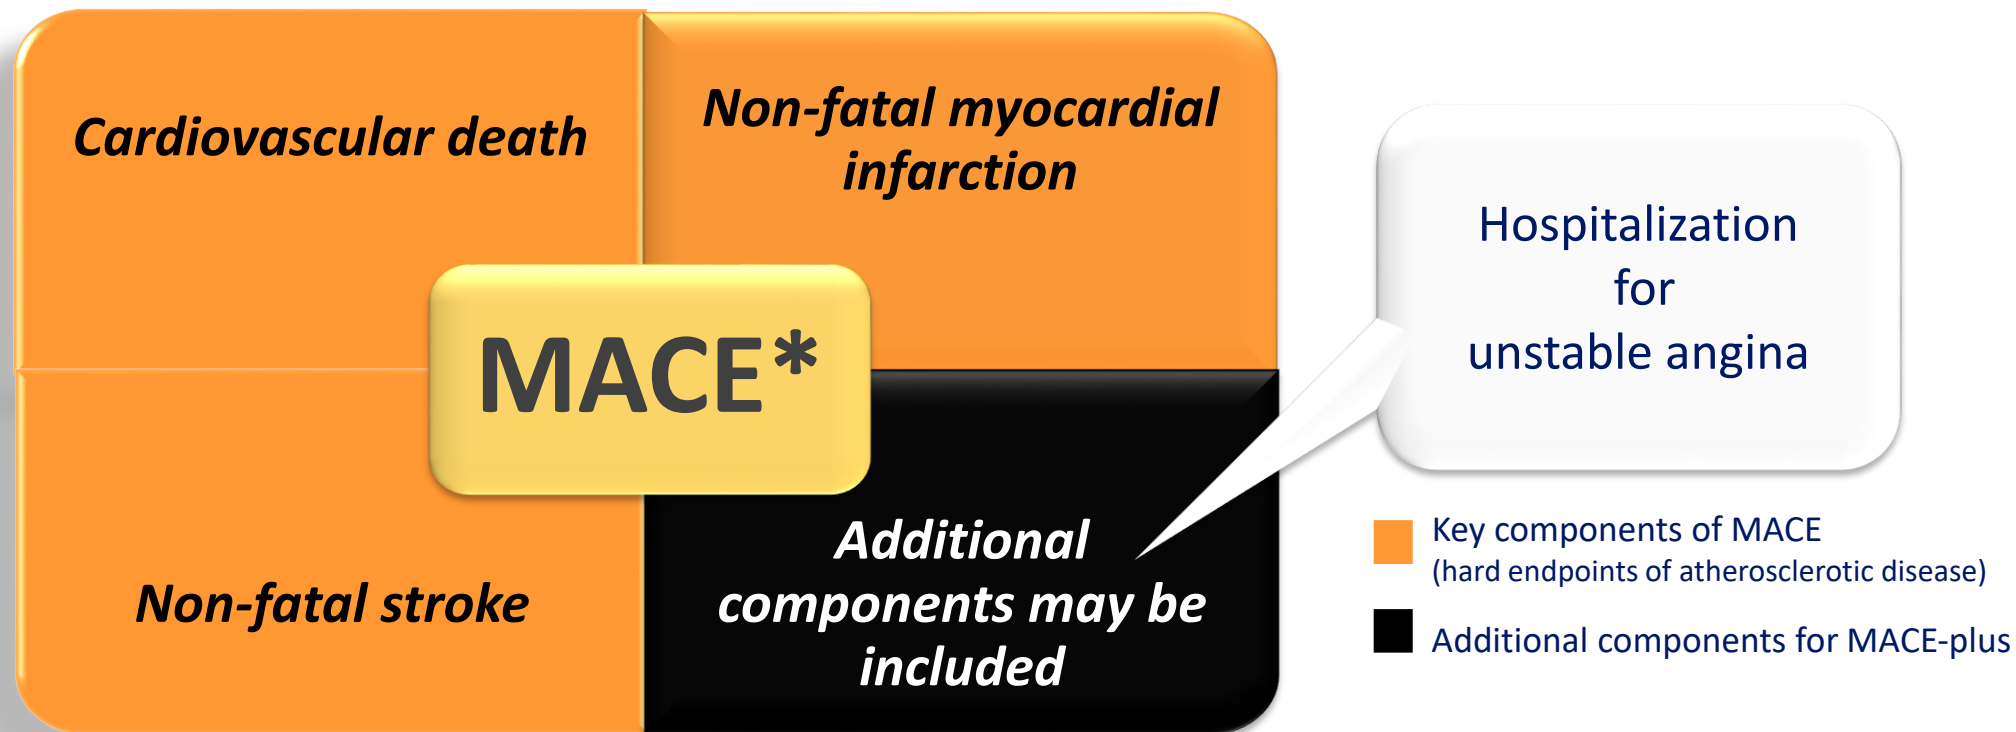 Cardiovascular death
Non-fatal myocardial
infarction
MACE*
Non-fatal stroke
Additional
components may be
included
Hospitalization
for
unstable angina
Key components of MACE
(hard endpoints of atherosclerotic disease)
Additional components for MACE-plus